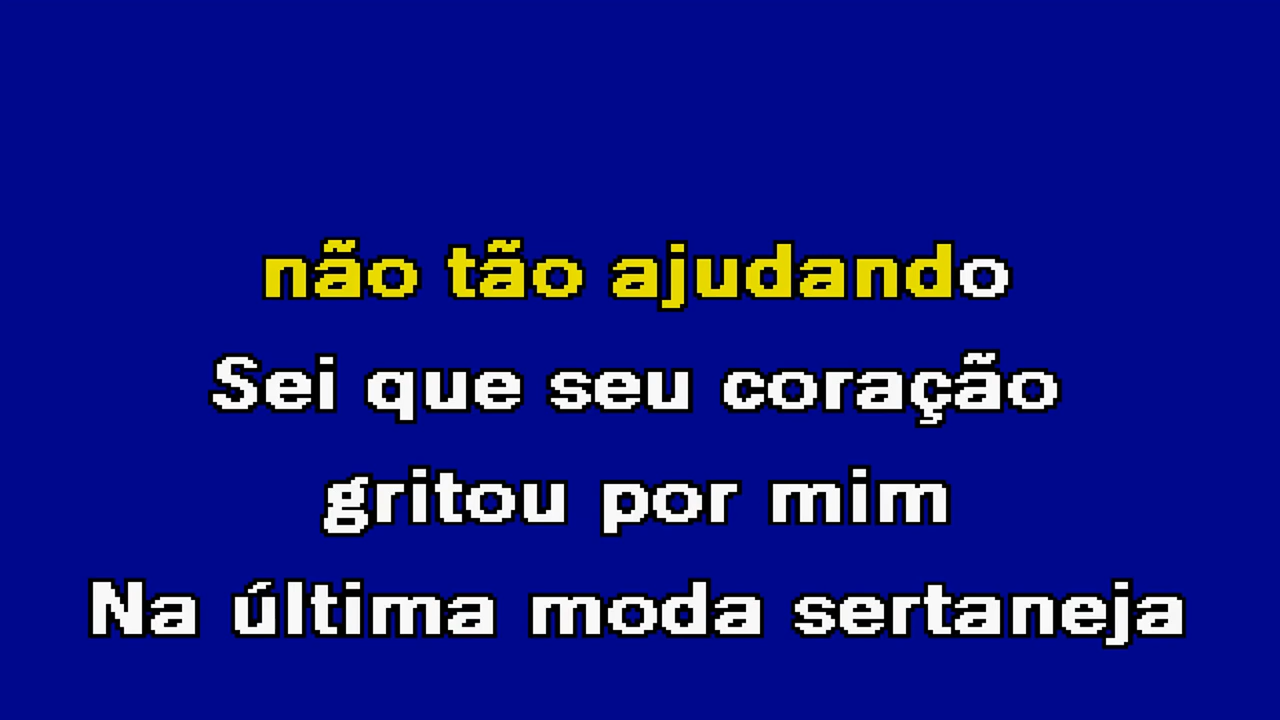 não tão ajudando
Sei que seu coração
gritou por mim
Na última moda sertaneja